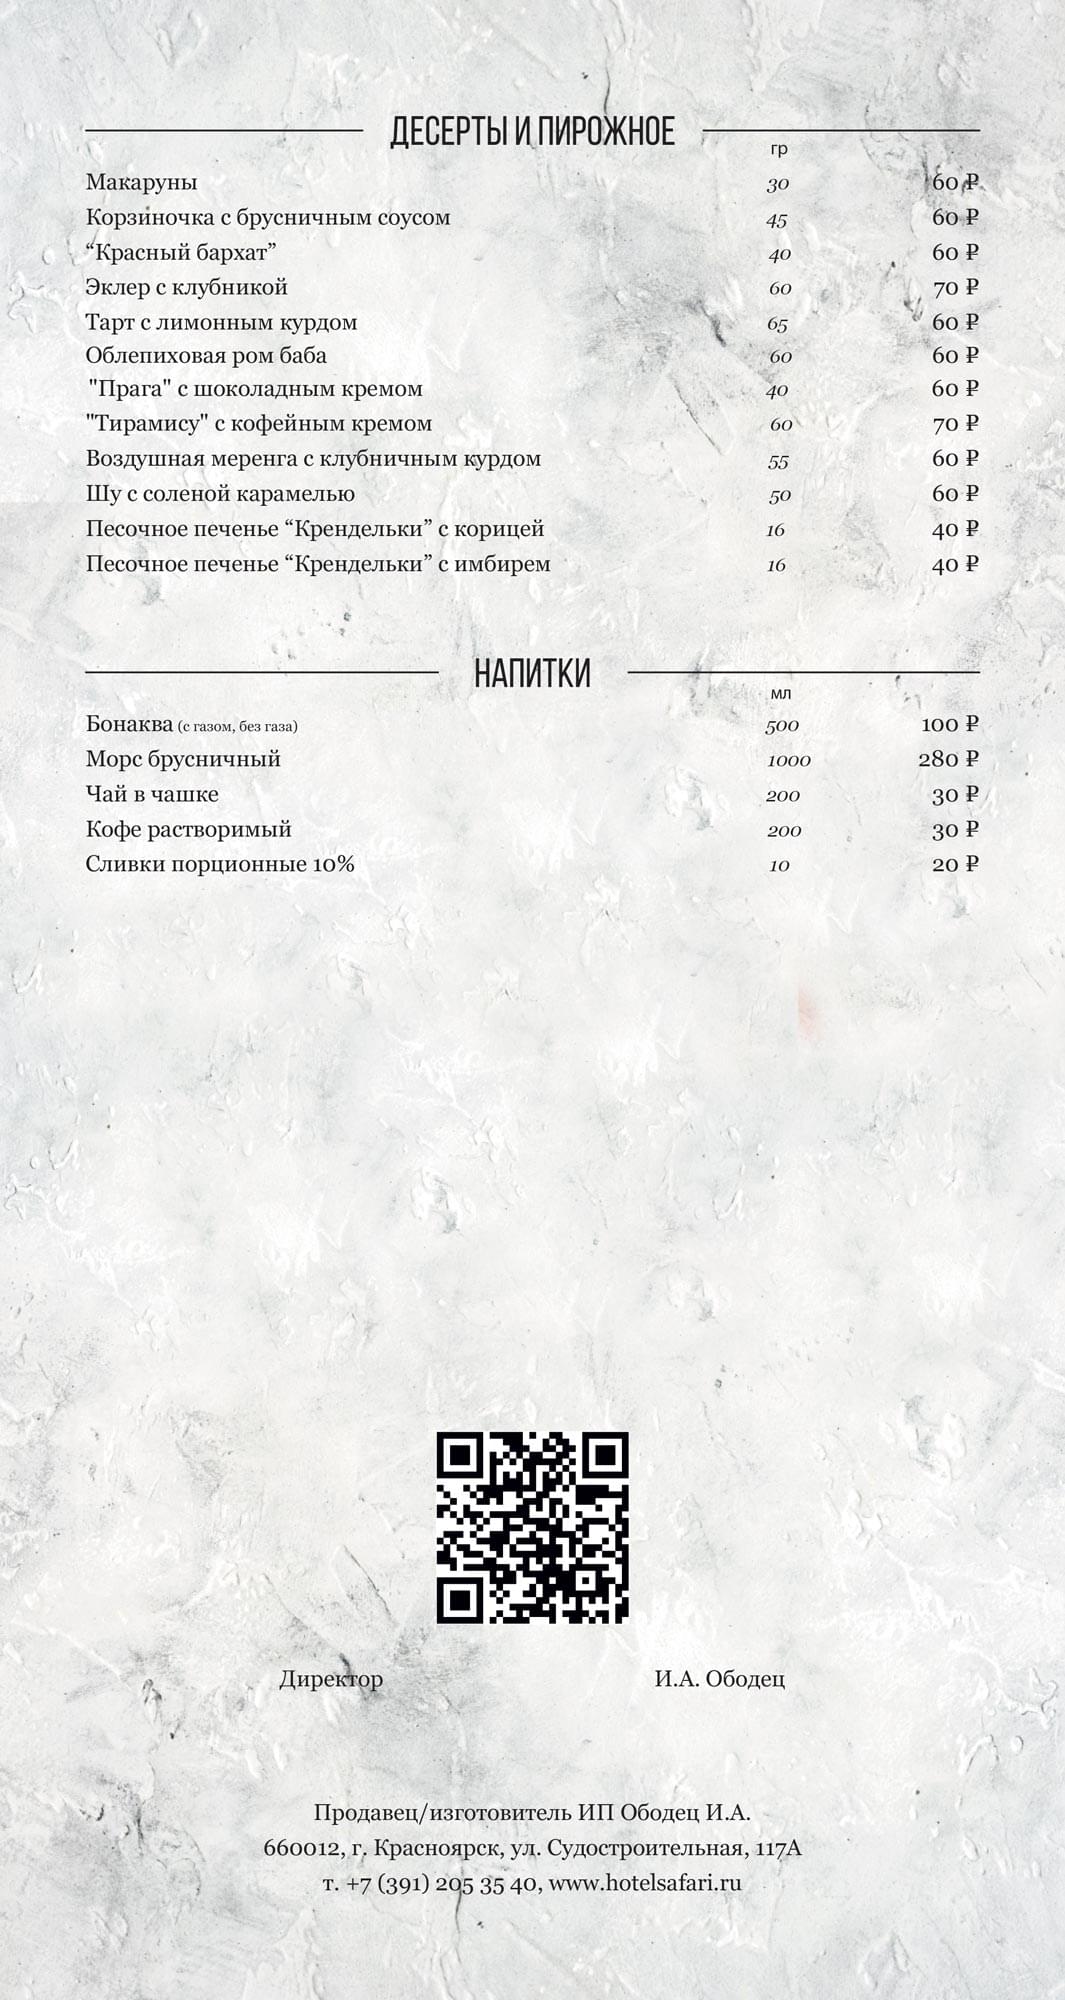 ДЕСЕРТЫ И ПИРОЖНОЕ
гр
Макаруны 30 60 ₽
Корзиночка с брусничным соусом 45 60 ₽
“Красный бархат” 40 60 ₽
Эклер с клубникой 60 70 ₽
Тарт с лимонным курдом 65 60 ₽
Облепиховая ром баба 60 60 ₽
"Прага" с шоколадным кремом 40 60 ₽
"Тирамису" с кофейным кремом 60 70 ₽
Воздушная меренга с клубничным курдом 55 60 ₽
Шу с соленой карамелью 50 60 ₽
Песочное печенье “Крендельки” с корицей 16 40 ₽
Песочное печенье “Крендельки” с имбирем 16 40 ₽
НАПИТКИ
мл
Бонаква (с газом, без газа) 500 100 ₽
Морс брусничный 1000 280 ₽
Чай в чашке 200 30 ₽
Кофе растворимый 200 30 ₽
Сливки порционные 10% 10 20 ₽
Директор И.А. Ободец
Продавец/изготовитель ИП Ободец И.А.
660012, г. Красноярск, ул. Судостроительная, 117А
т. +7 (391) 205 35 40, www.hotelsafari.ru